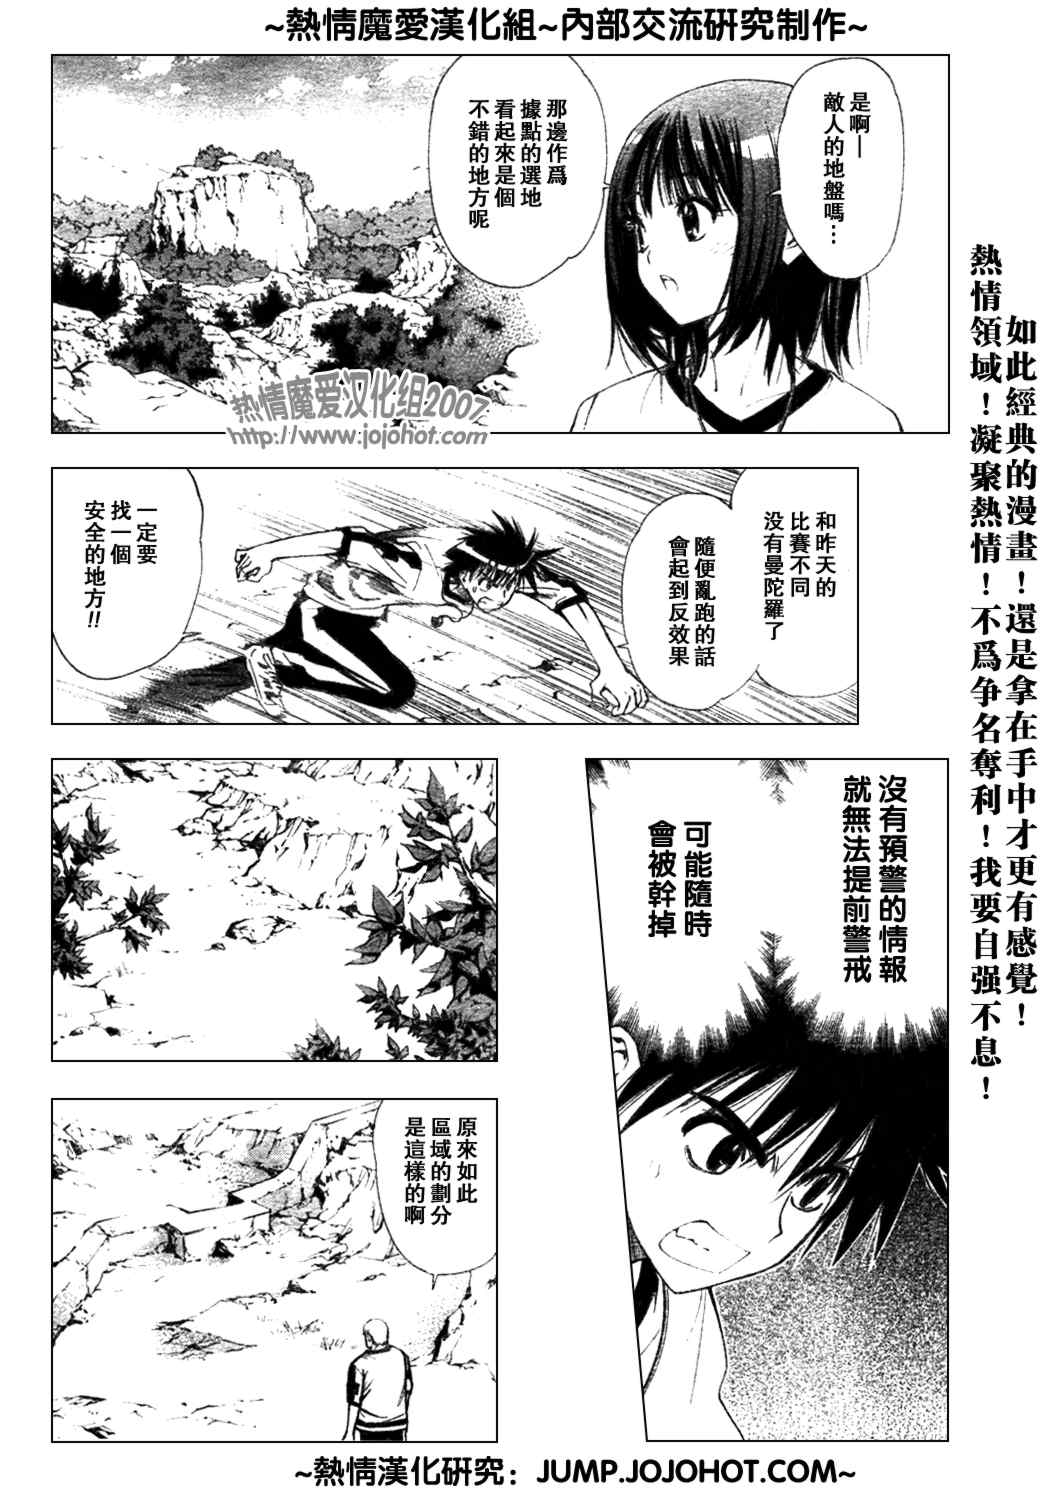 ~熱情魔愛漢化組~內部交流研究制作~
是啊—
敵人的地盤嗎…
那邊作爲
據點的選地
看起來是個
不錯的地方呢
热情魔爱汉化组2007
http://www.jojohot.com
如此經典的漫畫！還是拿在手中才更有感覺！
熱情領域！凝聚熱情！不爲争名奪利！我要自强不息！
和昨天的
比賽不同
没有曼陀羅了
隨便亂跑的話
會起到反效果
一定要
找一個
安全的地方!!
沒有預警的情報
就無法提前警戒
可能隨時
會被幹掉
原來如此
區域的劃分
是這樣的啊
~熱情漢化研究：JUMP.JOJOHOT.COM~